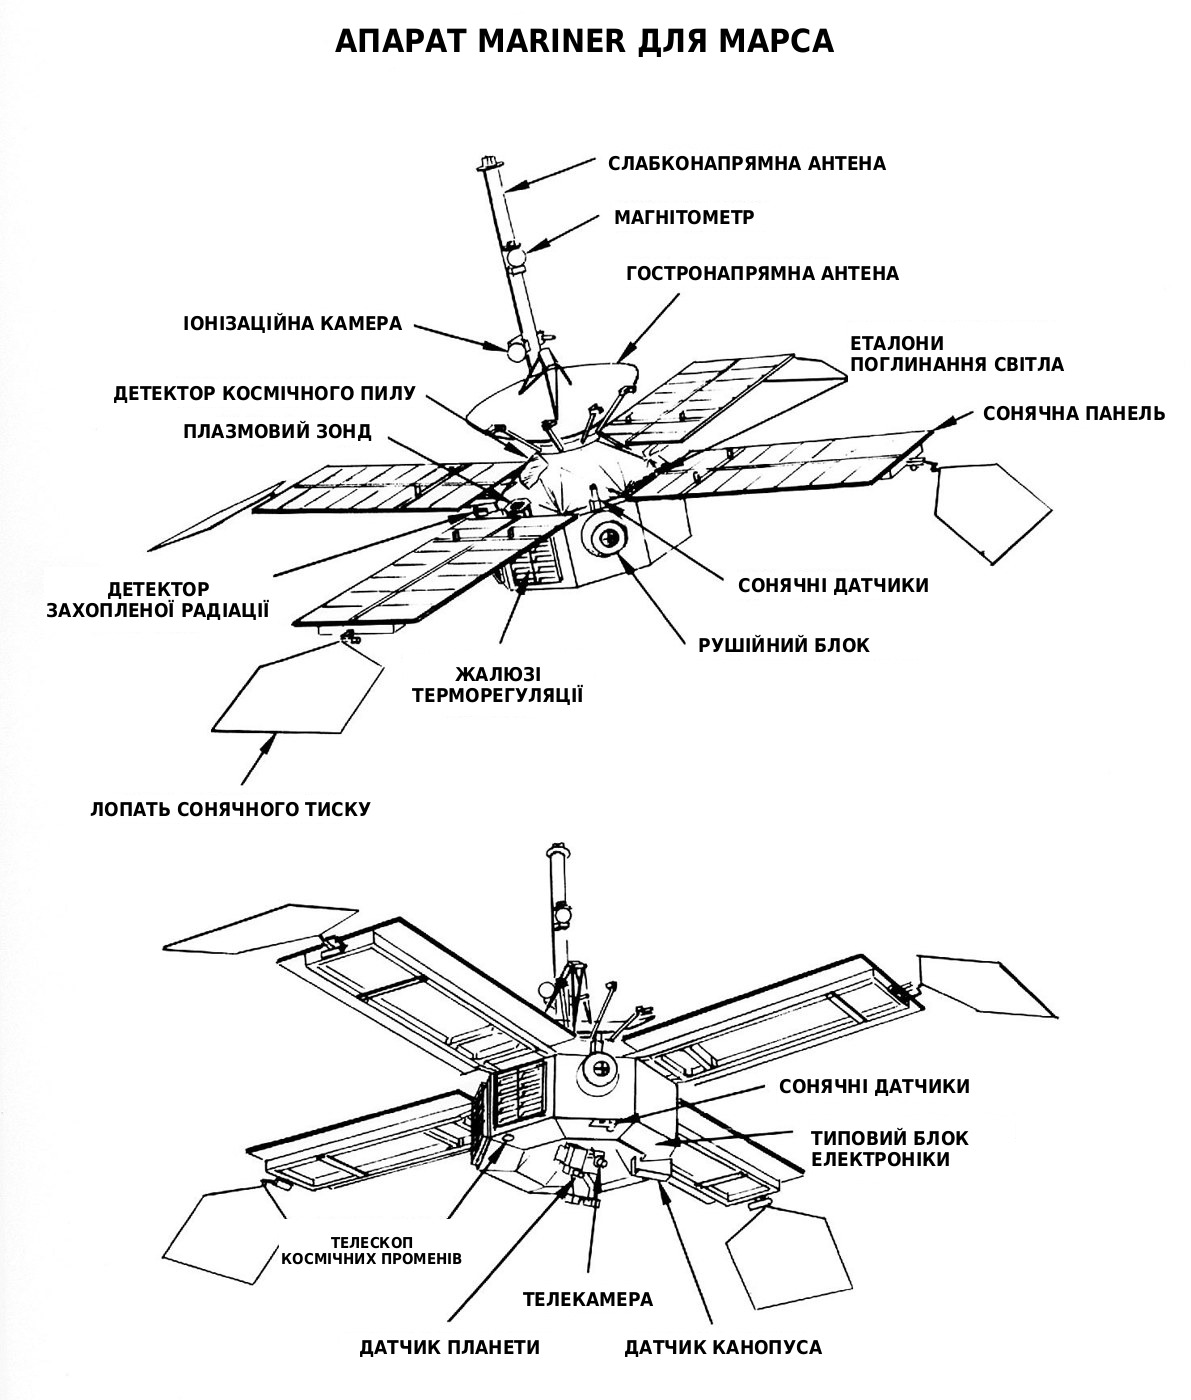 АПАРАТ MARINER ДЛЯ МАРСА
СЛАБКОНАПРЯМНА АНТЕНА
МАГНІТОМЕТР
ГОСТРОНАПРЯМНА АНТЕНА
ІОНІЗАЦІЙНА КАМЕРА
ЕТАЛОНИ
ПОГЛИНАННЯ СВІТЛА
ДЕТЕКТОР КОСМІЧНОГО ПИЛУ
СОНЯЧНА ПАНЕЛЬ
ПЛАЗМОВИЙ ЗОНД
ДЕТЕКТОР
ЗАХОПЛЕНОЇ РАДІАЦІЇ
СОНЯЧНІ ДАТЧИКИ
РУШІЙНИЙ БЛОК
ЖАЛЮЗІ
ТЕРМОРЕГУЛЯЦІЇ
ЛОПАТЬ СОНЯЧНОГО ТИСКУ
СОНЯЧНІ ДАТЧИКИ
ТИПОВИЙ БЛОК
ЕЛЕКТРОНІКИ
ТЕЛЕСКОП
КОСМІЧНИХ ПРОМЕНІВ
ТЕЛЕКАМЕРА
ДАТЧИК ПЛАНЕТИ
ДАТЧИК КАНОПУСА